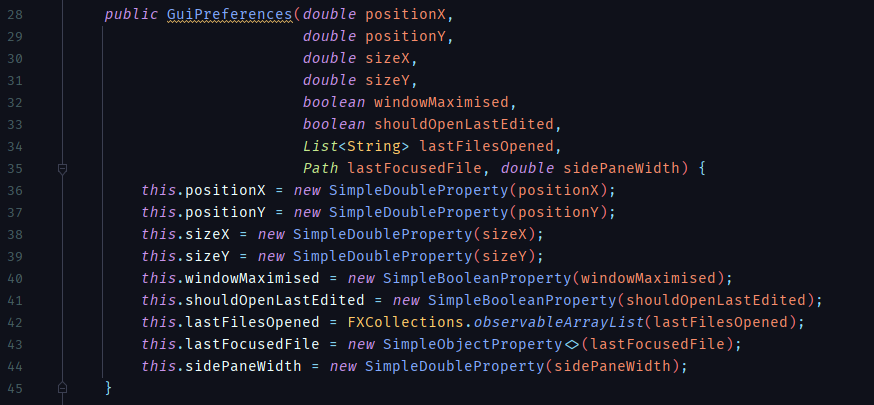 28 public GuiPreferences(double positionX,
29 double positionY,
30 double sizeX,
31 double sizeY,
32 boolean windowMaximised,
33 boolean shouldOpenLastEdited,
34 List<String> lastFilesOpened,
35 Path lastFocusedFile, double sidePaneWidth) {
36 this.positionX = new SimpleDoubleProperty(positionX);
37 this.positionY = new SimpleDoubleProperty(positionY);
38 this.sizeX = new SimpleDoubleProperty(sizeX);
39 this.sizeY = new SimpleDoubleProperty(sizeY);
40 this.windowMaximised = new SimpleBooleanProperty(windowMaximised);
41 this.shouldOpenLastEdited = new SimpleBooleanProperty(shouldOpenLastEdited);
42 this.lastFilesOpened = FXCollections.observableArrayList(lastFilesOpened);
43 this.lastFocusedFile = new SimpleObjectProperty<>(lastFocusedFile);
44 this.sidePaneWidth = new SimpleDoubleProperty(sidePaneWidth);
45 }